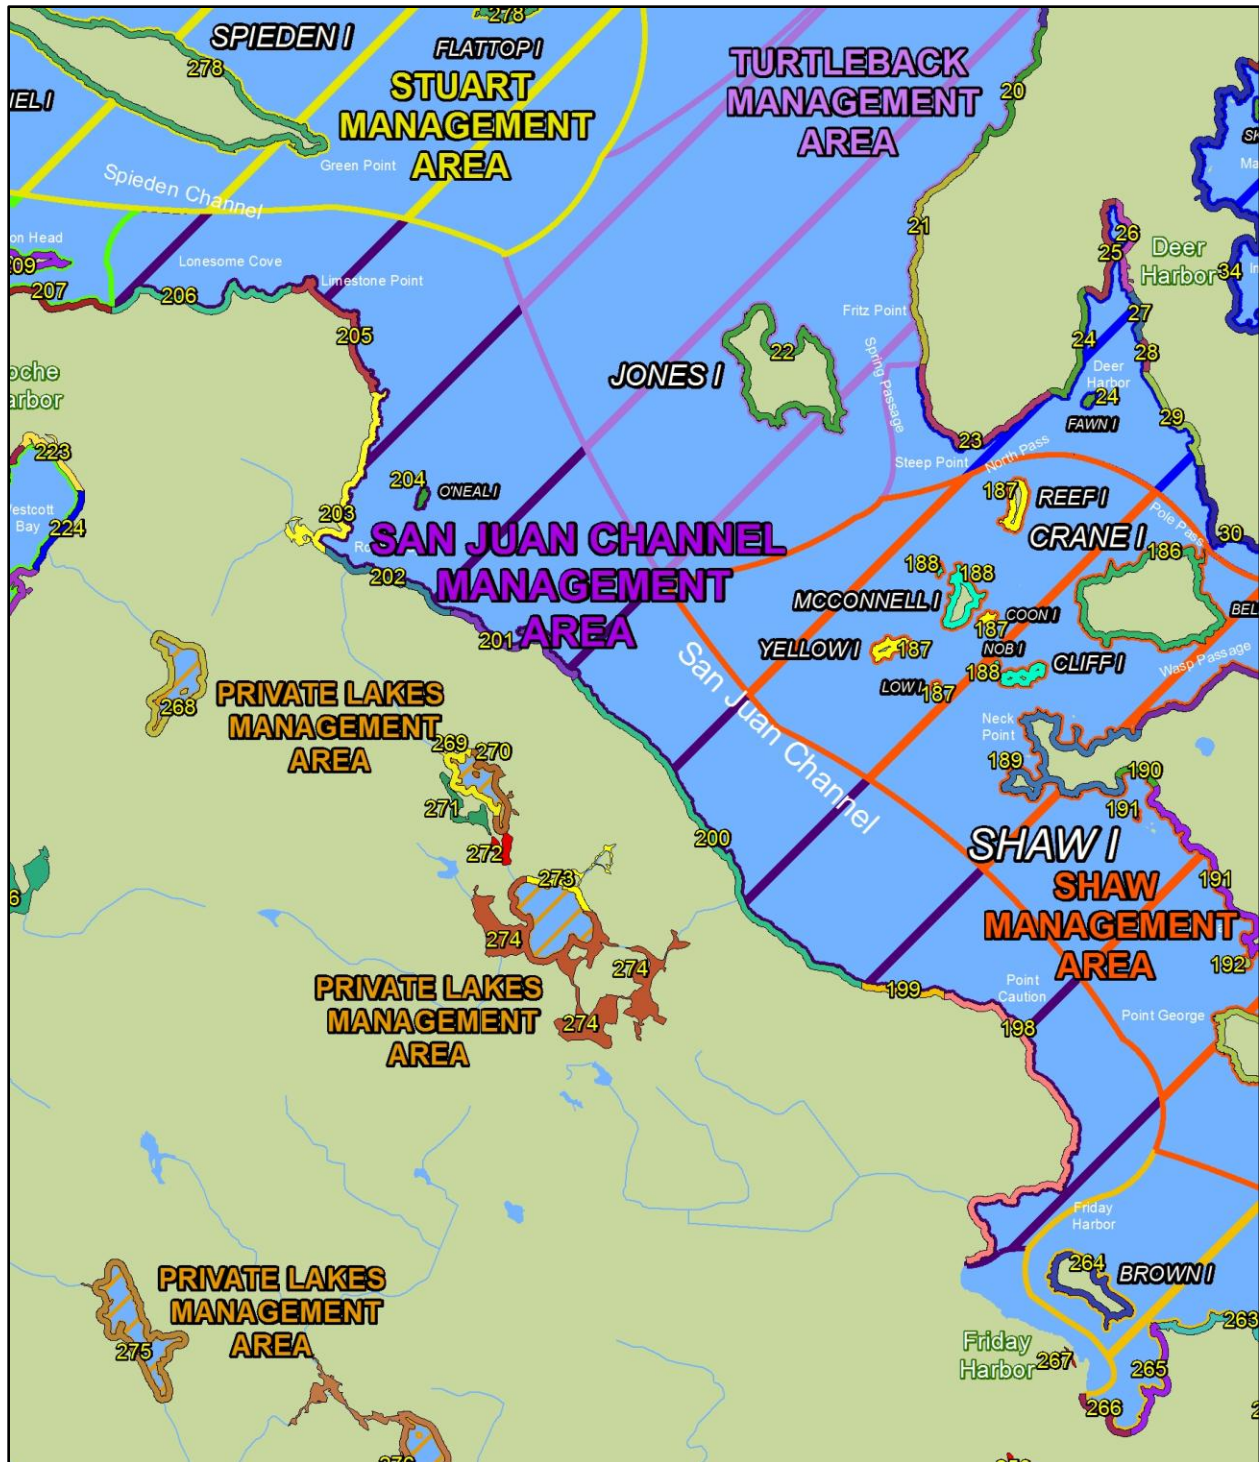 278
SPIEDEN I
278
FLATTOP I
STUART
MANAGEMENT
AREA
TURTLEBACK
MANAGEMENT
AREA
20
Green Point
Spieden Channel
21
26
25
Deer
Harbor
34
207
Lonesome Cove
206
Limestone Point
205
Fritz Point
Spring Passage
22
JONES I
27
24
28
Deer
Harbor
24
FAWN I
29
23
Steep Point
North Pass
223
224
Bay
204
O'NEAL I
203
187
REEF I
CRANE I
Pole Pass
30
186
SAN JUAN CHANNEL
MANAGEMENT
AREA
202
201
188
188
MCCONNELL I
COON I
187
NOB I
YELLOW I
187
188
CLIFF I
LOW I
187
Wasp Passage
San Juan Channel
268
PRIVATE LAKES
MANAGEMENT
AREA
Neck
Point
189
190
191
269
270
271
272
200
SHAW I
SHAW
MANAGEMENT
AREA
191
192
273
274
274
274
PRIVATE LAKES
MANAGEMENT
AREA
199
Point
Caution
198
Point George
Friday
Harbor
264
BROWN I
PRIVATE LAKES
MANAGEMENT
AREA
275
Friday
Harbor
267
263
265
266